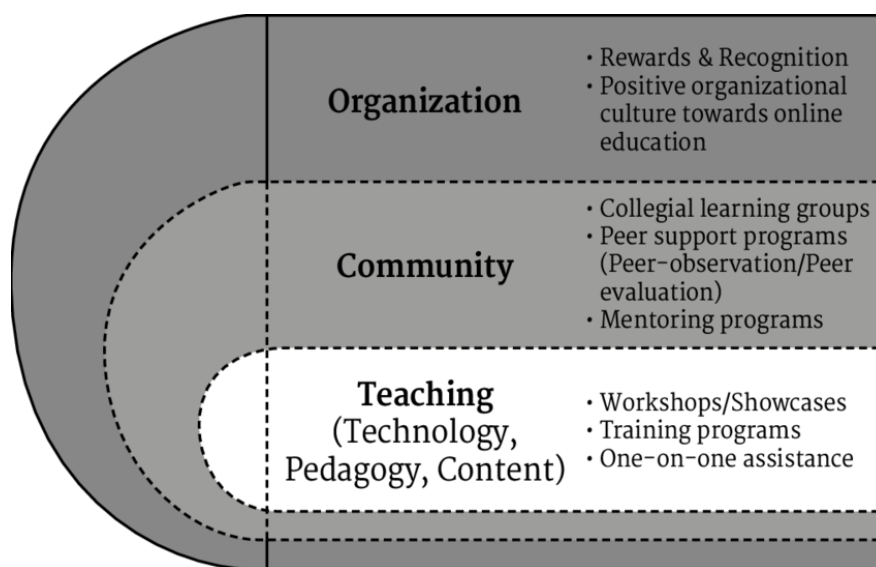 Organization
• Rewards & Recognition
• Positive organizational
culture towards online
education
Community
• Collegial learning groups
• Peer support programs
(Peer-observation/Peer
evaluation)
• Mentoring programs
Teaching
(Technology,
Pedagogy, Content)
• Workshops/Showcases
• Training programs
• One-on-one assistance